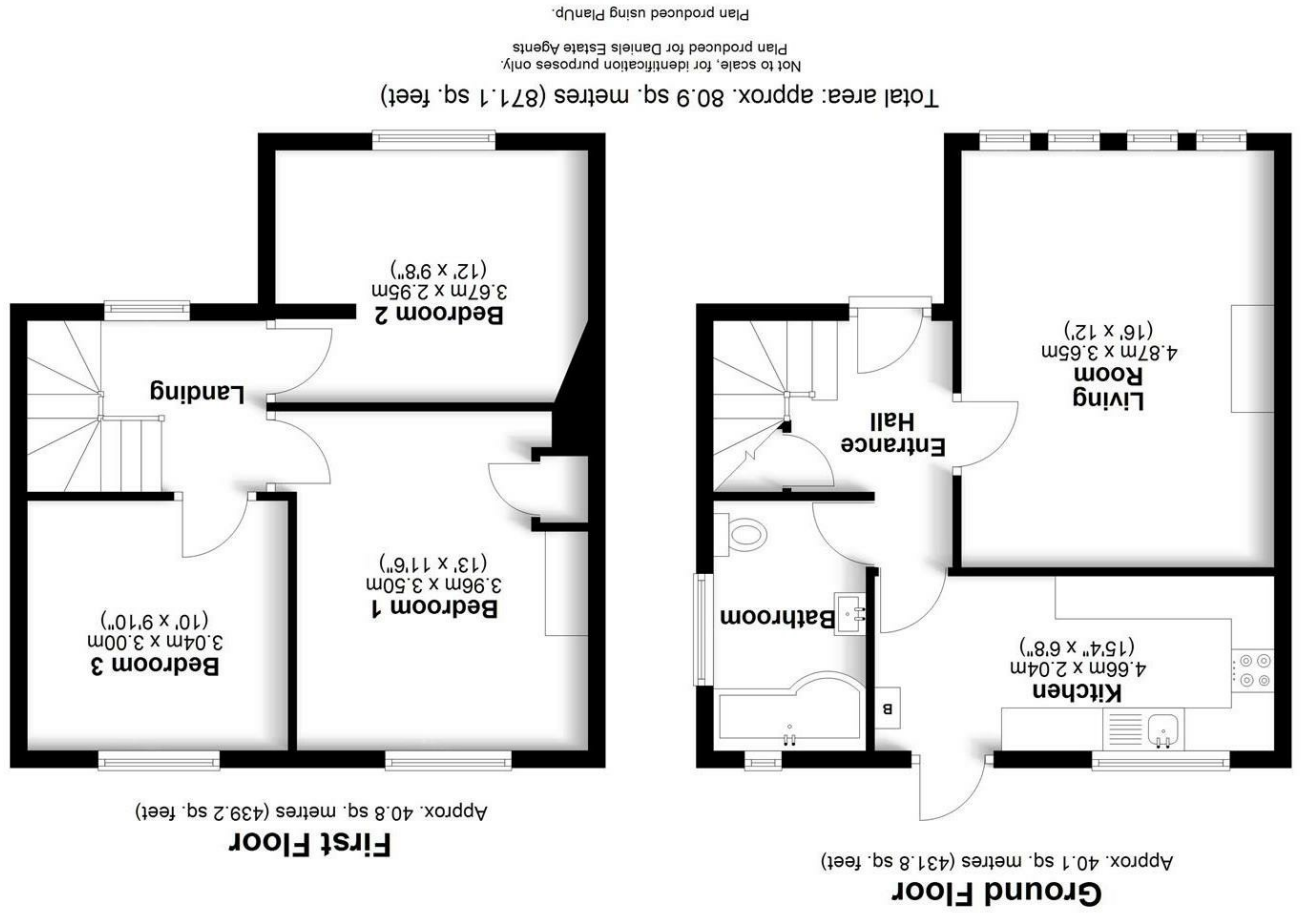 Ground Floor
Approx. 40.1 sq. metres (431.8 sq. feet)
Kitchen
4.66m x 2.04m
(15'4" x 6'8")
B
Bathroom
Living
Room
4.87m x 3.65m
(16' x 12')
Entrance
Hall
First Floor
Approx. 40.8 sq. metres (439.2 sq. feet)
Bedroom 3
3.04m x 3.00m
(10' x 9'10")
Bedroom 1
3.96m x 3.50m
(13' x 11'6")
Landing
Bedroom 2
3.67m x 2.95m
(12' x 9'8")
Total area: approx. 80.9 sq. metres (871.1 sq. feet)
Not to scale, for identification purposes only.
Plan produced for Daniels Estate Agents
Plan produced using PlanUp.